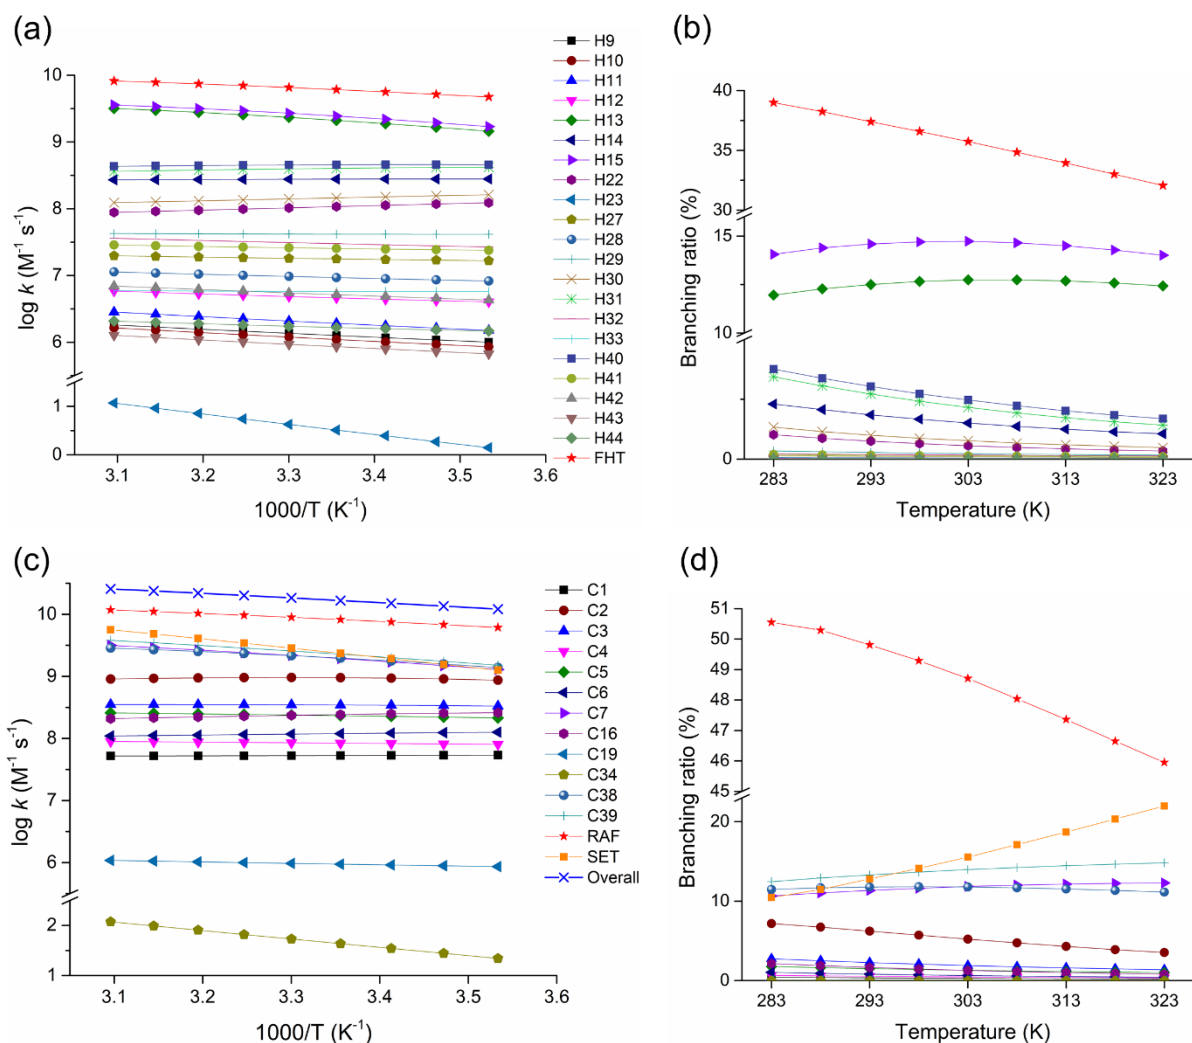 (a)
log k (M⁻¹ s⁻¹)
10
9
8
7
6
1
0
3.1 3.2 3.3 3.4 3.5 3.6
1000/T (K⁻¹)
H9
H10
H11
H12
H13
H14
H15
H22
H23
H27
H28
H29
H30
H31
H32
H33
H40
H41
H42
H43
H44
FHT
(b)
Branching ratio (%)
40
35
30
15
10
0
283 293 303 313 323
Temperature (K)
(c)
log k (M⁻¹ s⁻¹)
10
9
8
7
6
2
1
3.1 3.2 3.3 3.4 3.5 3.6
1000/T (K⁻¹)
C1
C2
C3
C4
C5
C6
C7
C16
C19
C34
C38
C39
RAF
SET
Overall
(d)
Branching ratio (%)
51
50
49
48
47
46
45
20
10
0
283 293 303 313 323
Temperature (K)